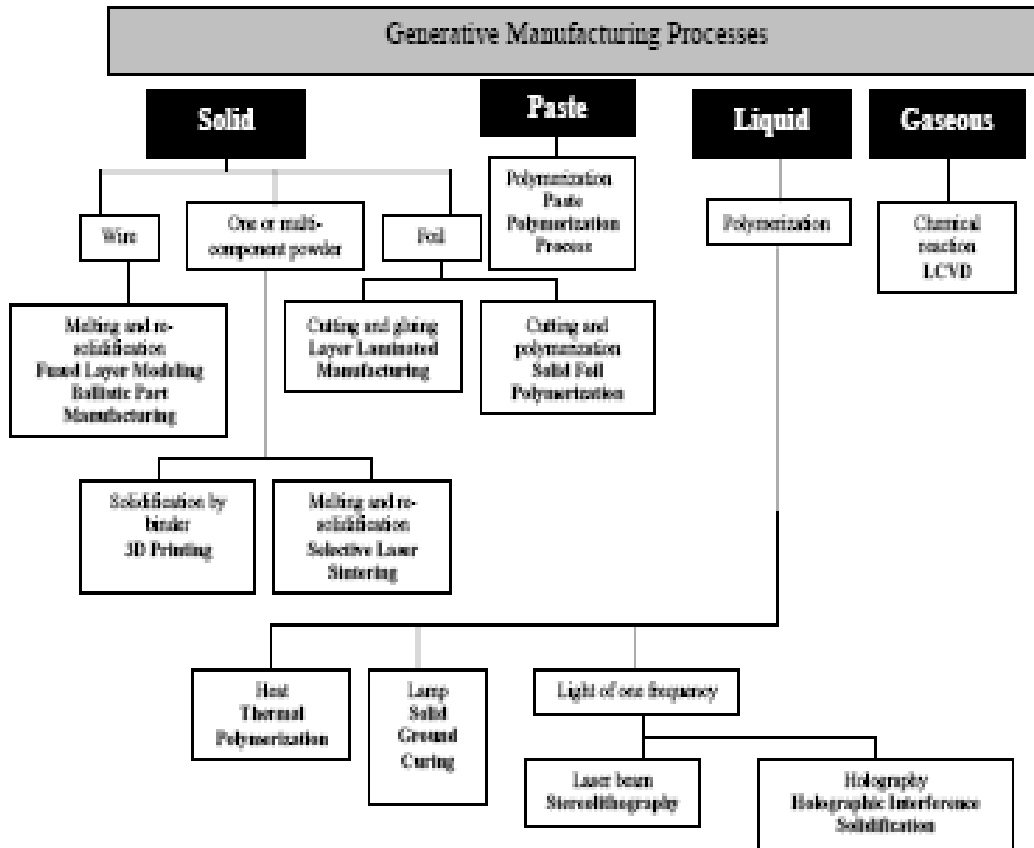 Generative Manufacturing Processes
Solid
Paste
Liquid
Gaseous
Wire
One or multi-
component powder
Foil
Polymerization
Paste
Polymerization
Process
Polymerization
Chemical
reaction
LCVD
Melting and re-
solidification
Fused Layer Modeling
Ballistic Part
Manufacturing
Cutting and gluing
Layer Laminated
Manufacturing
Cutting and
polymerization
Solid Foil
Polymerization
Solidification by
binder
3D Printing
Melting and re-
solidification
Selective Laser
Sintering
Heat
Thermal
Polymerization
Lamp
Solid
Ground
Curing
Light of one frequency
Laser beam
Stereolithography
Holography
Holographic Interference
Solidification